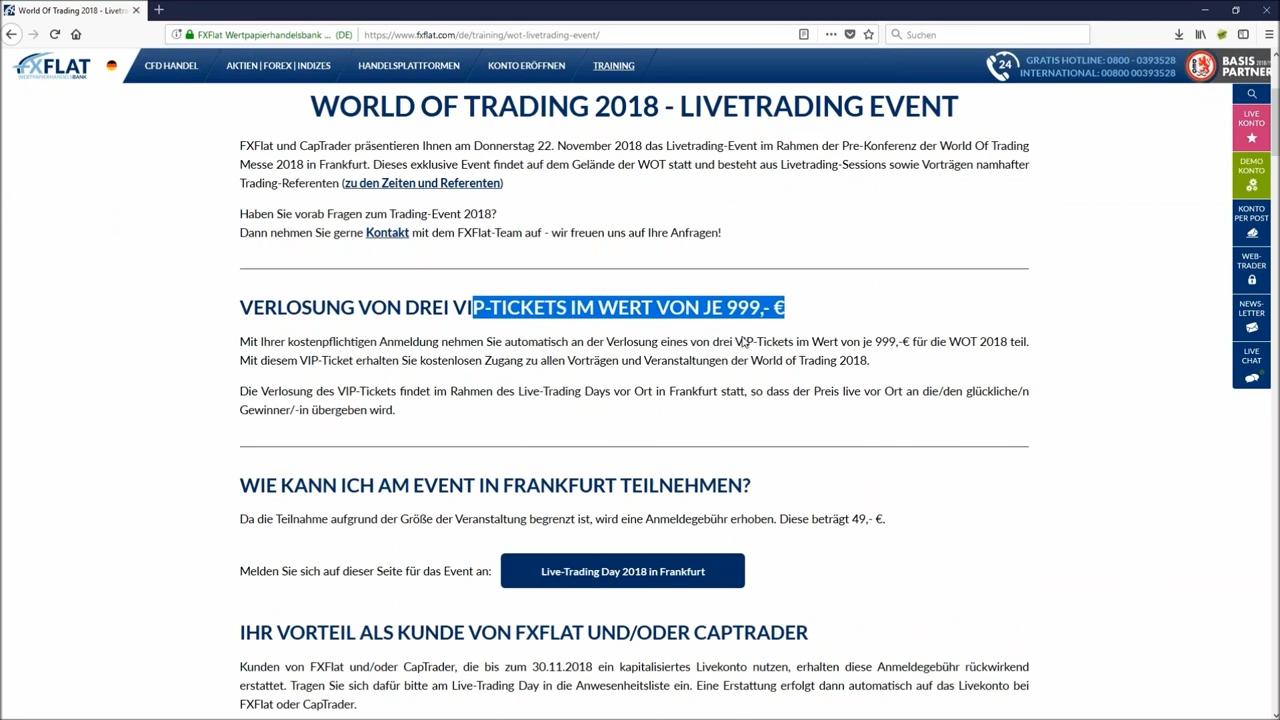 World Of Trading 2018 - Livetra
FXFlat Wertpapierhandelsbank ... (DE)
https://www.fxflat.com/de/training/wot-livetrading-event/
Suchen
FXFLAT
WERTPAPIERHANDELSBANK
CFD HANDEL
AKTIEN | FOREX | INDIZES
HANDELSPLATTFORMEN
KONTO ERÖFFNEN
TRAINING
24
GRATIS HOTLINE: 0800 - 0393528
INTERNATIONAL: 00800 00393528
BASIS
PARTNER
WORLD OF TRADING 2018 - LIVETRADING EVENT
FXFlat und CapTrader präsentieren Ihnen am Donnerstag 22. November 2018 das Livetrading-Event im Rahmen der Pre-Konferenz der World Of Trading
Messe 2018 in Frankfurt. Dieses exklusive Event findet auf dem Gelände der WOT statt und besteht aus Livetrading-Sessions sowie Vorträgen namhafter
Trading-Referenten (zu den Zeiten und Referenten)
Haben Sie vorab Fragen zum Trading-Event 2018?
Dann nehmen Sie gerne Kontakt mit dem FXFlat-Team auf - wir freuen uns auf Ihre Anfragen!
VERLOSUNG VON DREI VIP-TICKETS IM WERT VON JE 999,- €
Mit Ihrer kostenpflichtigen Anmeldung nehmen Sie automatisch an der Verlosung eines von drei VIP-Tickets im Wert von je 999,-€ für die WOT 2018 teil.
Mit diesem VIP-Ticket erhalten Sie kostenlosen Zugang zu allen Vorträgen und Veranstaltungen der World of Trading 2018.
Die Verlosung des VIP-Tickets findet im Rahmen des Live-Trading Days vor Ort in Frankfurt statt, so dass der Preis live vor Ort an die/den glückliche/n
Gewinner/-in übergeben wird.
WIE KANN ICH AM EVENT IN FRANKFURT TEILNEHMEN?
Da die Teilnahme aufgrund der Größe der Veranstaltung begrenzt ist, wird eine Anmeldegebühr erhoben. Diese beträgt 49,- €.
Melden Sie sich auf dieser Seite für das Event an:
Live-Trading Day 2018 in Frankfurt
IHR VORTEIL ALS KUNDE VON FXFLAT UND/ODER CAPTRADER
Kunden von FXFlat und/oder CapTrader, die bis zum 30.11.2018 ein kapitalisiertes Livekonto nutzen, erhalten diese Anmeldegebühr rückwirkend
erstattet. Tragen Sie sich dafür bitte am Live-Trading Day in die Anwesenheitsliste ein. Eine Erstattung erfolgt dann automatisch auf das Livekonto bei
FXFlat oder CapTrader.
LIVE
KONTO
DEMO
KONTO
KONTO
PER POST
WEB-
TRADER
NEWS-
LETTER
LIVE
CHAT